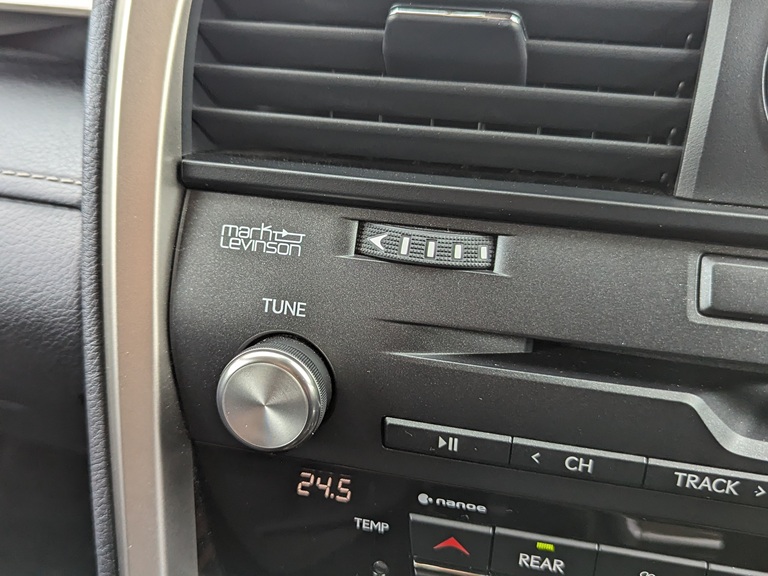 mark
Levinson
TUNE
< CH
TRACK >
24.5
nanoe
TEMP
REAR